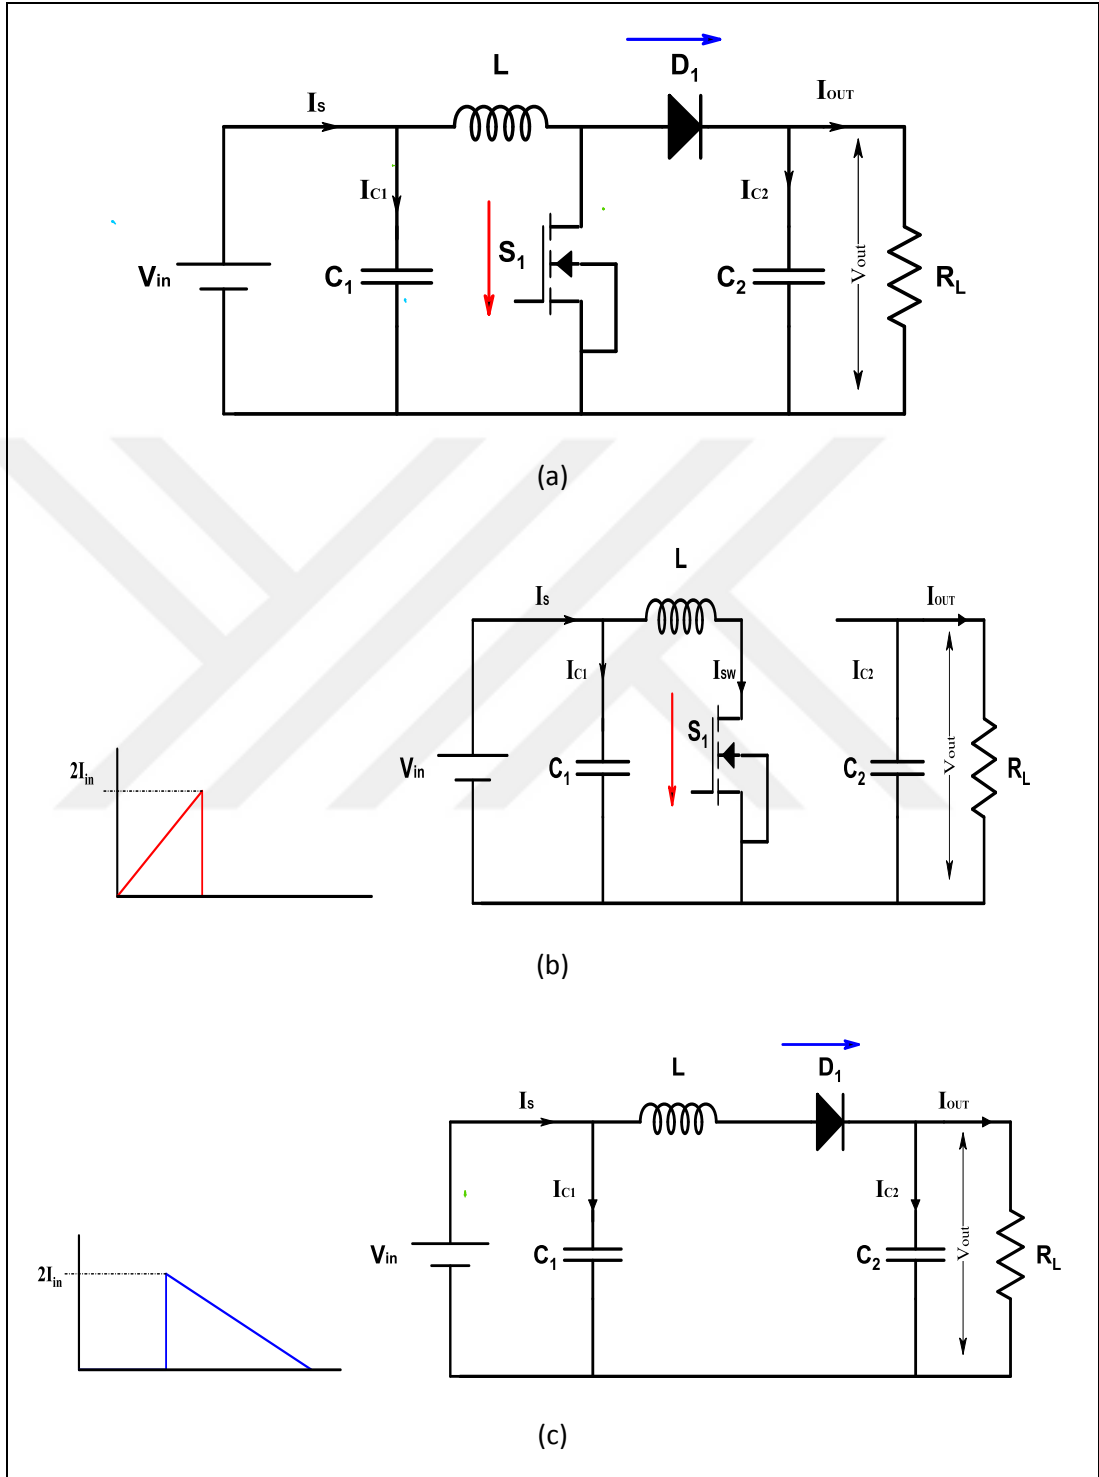 L
D1
IS
IOUT
IC1
IC2
S1
Vin
C1
C2
Vout
RL
(a)
L
IS
IOUT
IC1
ISW
IC2
S1
Vin
C1
C2
Vout
RL
2Iin
(b)
L
D1
IS
IOUT
IC1
IC2
Vin
C1
C2
Vout
RL
2Iin
(c)